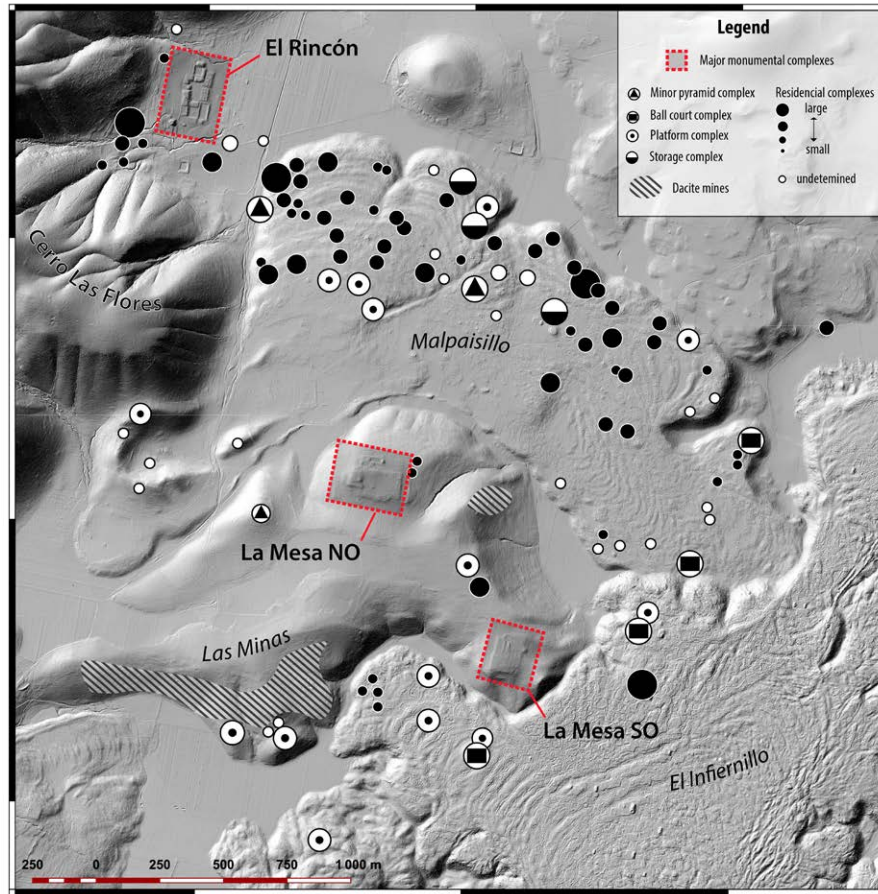 Legend
Major monumental complexes
Minor pyramid complex
Ball court complex
Platform complex
Storage complex
Dacite mines
Residencial complexes
large
small
undetermined
El Rincón
Cerro Las Flores
Malpaisillo
La Mesa NO
Las Minas
La Mesa SO
El Infiernillo
250 0 250 500 750 1 000 m